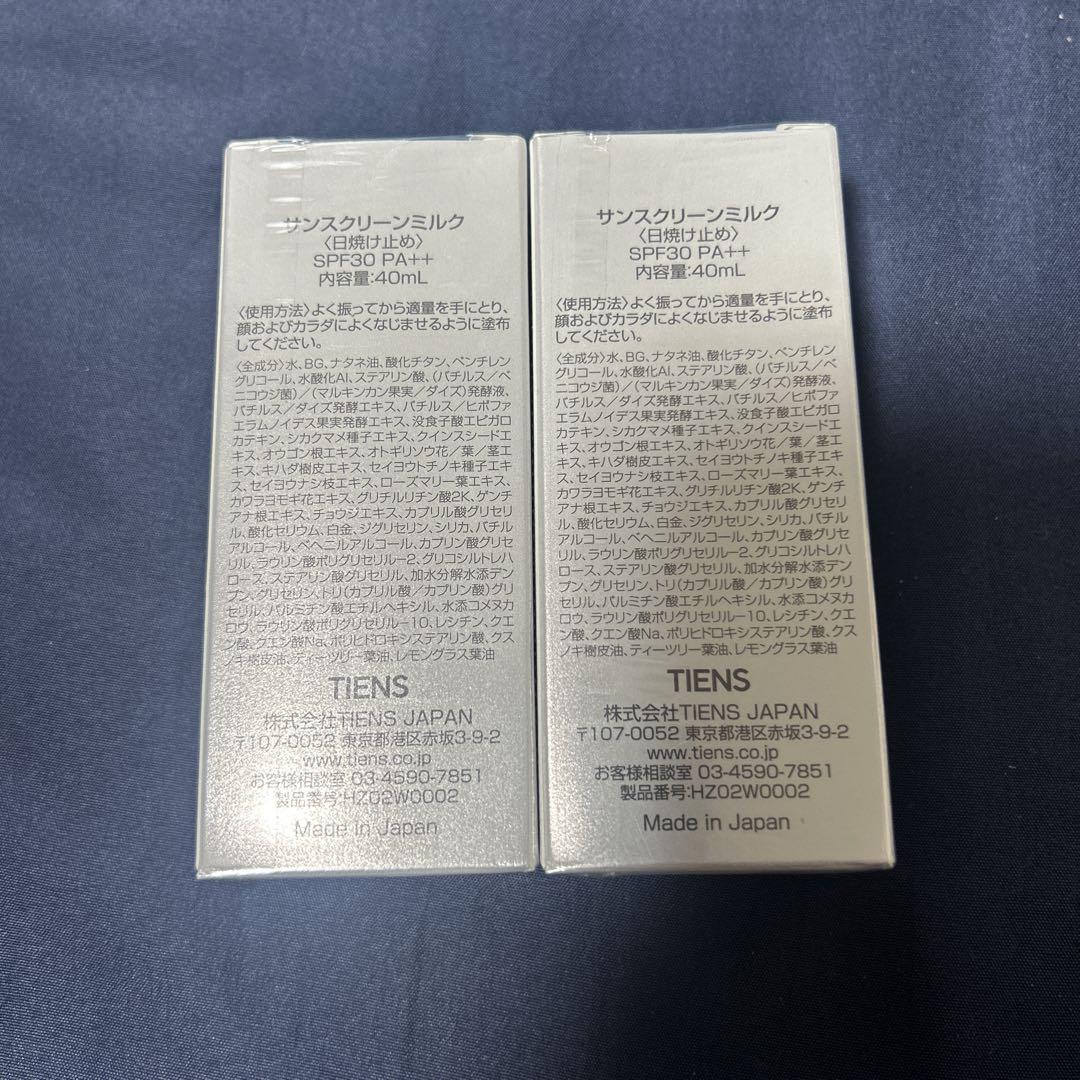 サンスクリーンミルク
〈日焼け止め〉
SPF30 PA++
内容量:40mL
〈使用方法〉よく振ってから適量を手にとり、
顔およびカラダによくなじませるように塗布
してください。
〈全成分〉水、BG、ナタネ油、酸化チタン、ペンチレン
グリコール、水酸化Al、ステアリン酸、(バチルス／ベ
ニコウジ菌)／(マルキンカン果実／ダイズ)発酵液、
バチルス／ダイズ発酵エキス、バチルス／ヒポファ
エラムノイデス果実発酵エキス、没食子酸エピガロ
カテキン、シカクマメ種子エキス、クインスシードエ
キス、オウゴン根エキス、オトギリソウ花／葉／茎エ
キス、キハダ樹皮エキス、セイヨウトチノキ種子エキ
ス、セイヨウナシ枝エキス、ローズマリー葉エキス、
カワラヨモギ花エキス、グリチルリチン酸2K、ゲンチ
アナ根エキス、チョウジエキス、カプリル酸グリセリ
ル、酸化セリウム、白金、ジグリセリン、シリカ、バチル
アルコール、ベヘニルアルコール、カプリン酸グリセ
リル、ラウリン酸ポリグリセリル-2、グリコシルトレハ
ロース、ステアリン酸グリセリル、加水分解水添デン
プン、グリセリン、トリ(カプリル酸／カプリン酸)グリ
セリル、パルミチン酸エチルヘキシル、水添コメヌカ
ロウ、ラウリン酸ポリグリセリル-10、レシチン、クエ
ン酸、クエン酸Na、ポリヒドロキシステアリン酸、クス
ノキ樹皮油、ティーツリー葉油、レモングラス葉油
TIENS
株式会社TIENS JAPAN
〒107-0052 東京都港区赤坂3-9-2
www.tiens.co.jp
お客様相談室 03-4590-7851
製品番号:HZ02W0002
Made in Japan
サンスクリーンミルク
〈日焼け止め〉
SPF30 PA++
内容量:40mL
〈使用方法〉よく振ってから適量を手にとり、
顔およびカラダによくなじませるように塗布
してください。
〈全成分〉水、BG、ナタネ油、酸化チタン、ペンチレン
グリコール、水酸化Al、ステアリン酸、(バチルス／ベ
ニコウジ菌)／(マルキンカン果実／ダイズ)発酵液、
バチルス／ダイズ発酵エキス、バチルス／ヒポファ
エラムノイデス果実発酵エキス、没食子酸エピガロ
カテキン、シカクマメ種子エキス、クインスシードエ
キス、オウゴン根エキス、オトギリソウ花／葉／茎エ
キス、キハダ樹皮エキス、セイヨウトチノキ種子エキ
ス、セイヨウナシ枝エキス、ローズマリー葉エキス、
カワラヨモギ花エキス、グリチルリチン酸2K、ゲンチ
アナ根エキス、チョウジエキス、カプリル酸グリセリ
ル、酸化セリウム、白金、ジグリセリン、シリカ、バチル
アルコール、ベヘニルアルコール、カプリン酸グリセ
リル、ラウリン酸ポリグリセリル-2、グリコシルトレハ
ロース、ステアリン酸グリセリル、加水分解水添デン
プン、グリセリン、トリ(カプリル酸／カプリン酸)グリ
セリル、パルミチン酸エチルヘキシル、水添コメヌカ
ロウ、ラウリン酸ポリグリセリル-10、レシチン、クエン
酸、クエン酸Na、ポリヒドロキシステアリン酸、クス
ノキ樹皮油、ティーツリー葉油、レモングラス葉油
TIENS
株式会社TIENS JAPAN
〒107-0052 東京都港区赤坂3-9-2
www.tiens.co.jp
お客様相談室 03-4590-7851
製品番号:HZ02W0002
Made in Japan